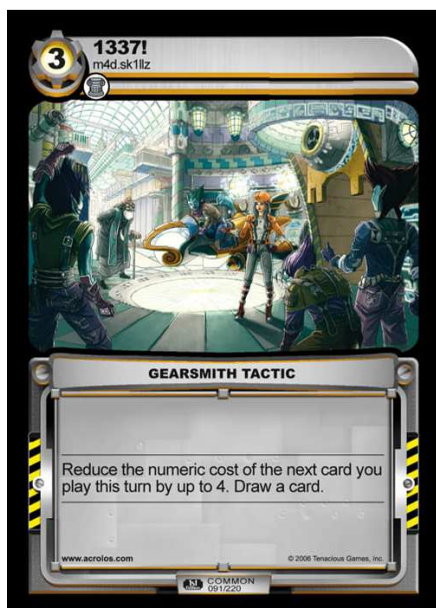 3
1337!
m4d.sk1llz
GEARSMITH TACTIC
Reduce the numeric cost of the next card you
play this turn by up to 4. Draw a card.
www.acrolos.com
© 2006 Tenacious Games, Inc.
COMMON
091/220